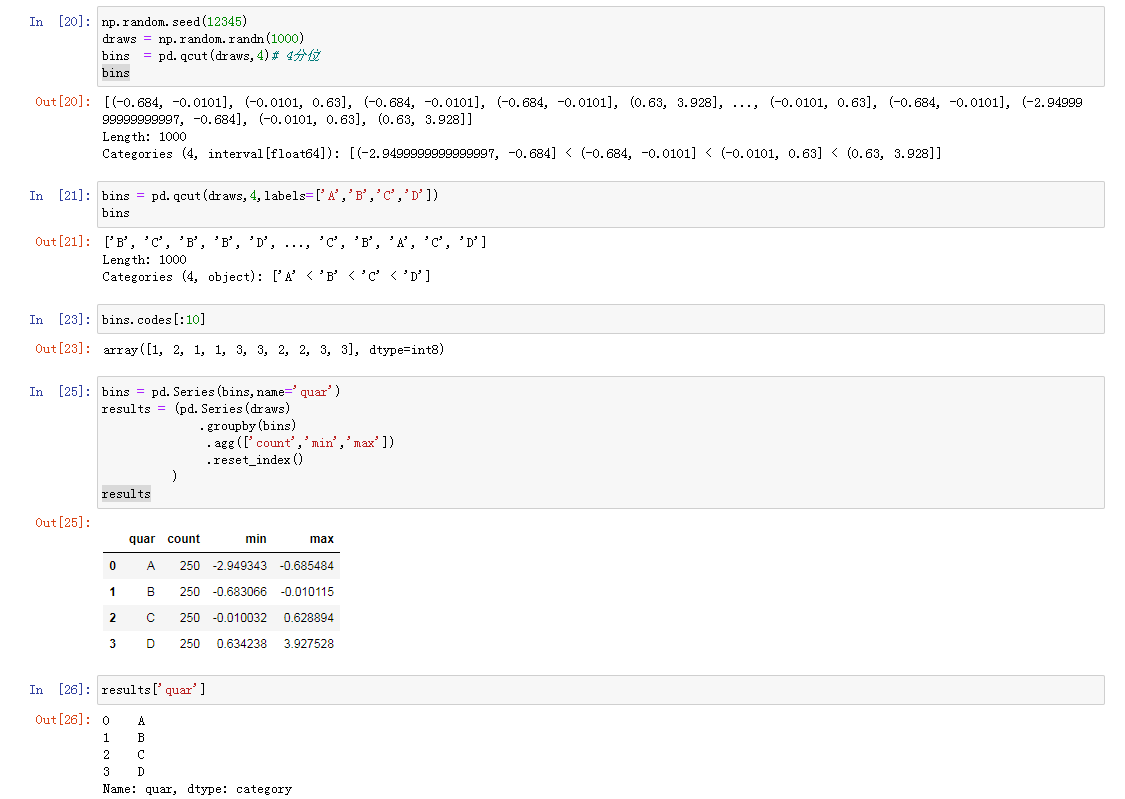 In [20]: np.random.seed(12345)
draws = np.random.randn(1000)
bins  = pd.qcut(draws,4)# 4分位
bins
Out[20]: [(-0.684, -0.0101], (-0.0101, 0.63], (-0.684, -0.0101], (-0.684, -0.0101], (0.63, 3.928], ..., (-0.0101, 0.63], (-0.684, -0.0101], (-2.94999
99999999997, -0.684], (-0.0101, 0.63], (0.63, 3.928]]
Length: 1000
Categories (4, interval[float64]): [(-2.9499999999999997, -0.684] < (-0.684, -0.0101] < (-0.0101, 0.63] < (0.63, 3.928]]
In [21]: bins = pd.qcut(draws,4,labels=['A','B','C','D'])
bins
Out[21]: ['B', 'C', 'B', 'B', 'D', ..., 'C', 'B', 'A', 'C', 'D']
Length: 1000
Categories (4, object): ['A' < 'B' < 'C' < 'D']
In [23]: bins.codes[:10]
Out[23]: array([1, 2, 1, 1, 3, 3, 2, 2, 3, 3], dtype=int8)
In [25]: bins = pd.Series(bins,name='quar')
results = (pd.Series(draws)
.groupby(bins)
.agg(['count','min','max'])
.reset_index()
)
results
Out[25]:
quar count min max
0 A 250 -2.949343 -0.685484
1 B 250 -0.683066 -0.010115
2 C 250 -0.010032 0.628894
3 D 250 0.634238 3.927528
In [26]: results['quar']
Out[26]: 0    A
1    B
2    C
3    D
Name: quar, dtype: category